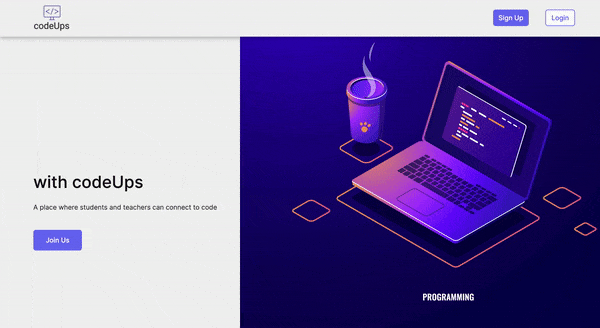 </>
codeUps
Sign Up
Login
with codeUps
A place where students and teachers can connect to code
Join Us
PROGRAMMING